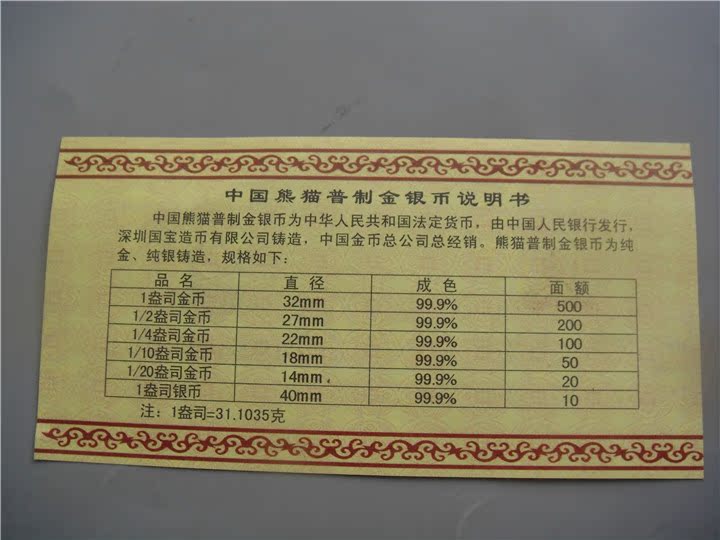 中国熊猫普制金银币说明书
中国熊猫普制金银币为中华人民共和国法定货币，由中国人民银行发行，
深圳国宝造币有限公司铸造，中国金币总公司总经销。熊猫普制金银币为纯
金、纯银铸造，规格如下：
品名 直径 成色 面额
1盎司金币 32mm 99.9% 500
1/2盎司金币 27mm 99.9% 200
1/4盎司金币 22mm 99.9% 100
1/10盎司金币 18mm 99.9% 50
1/20盎司金币 14mm 99.9% 20
1盎司银币 40mm 99.9% 10
注：1盎司=31.1035克